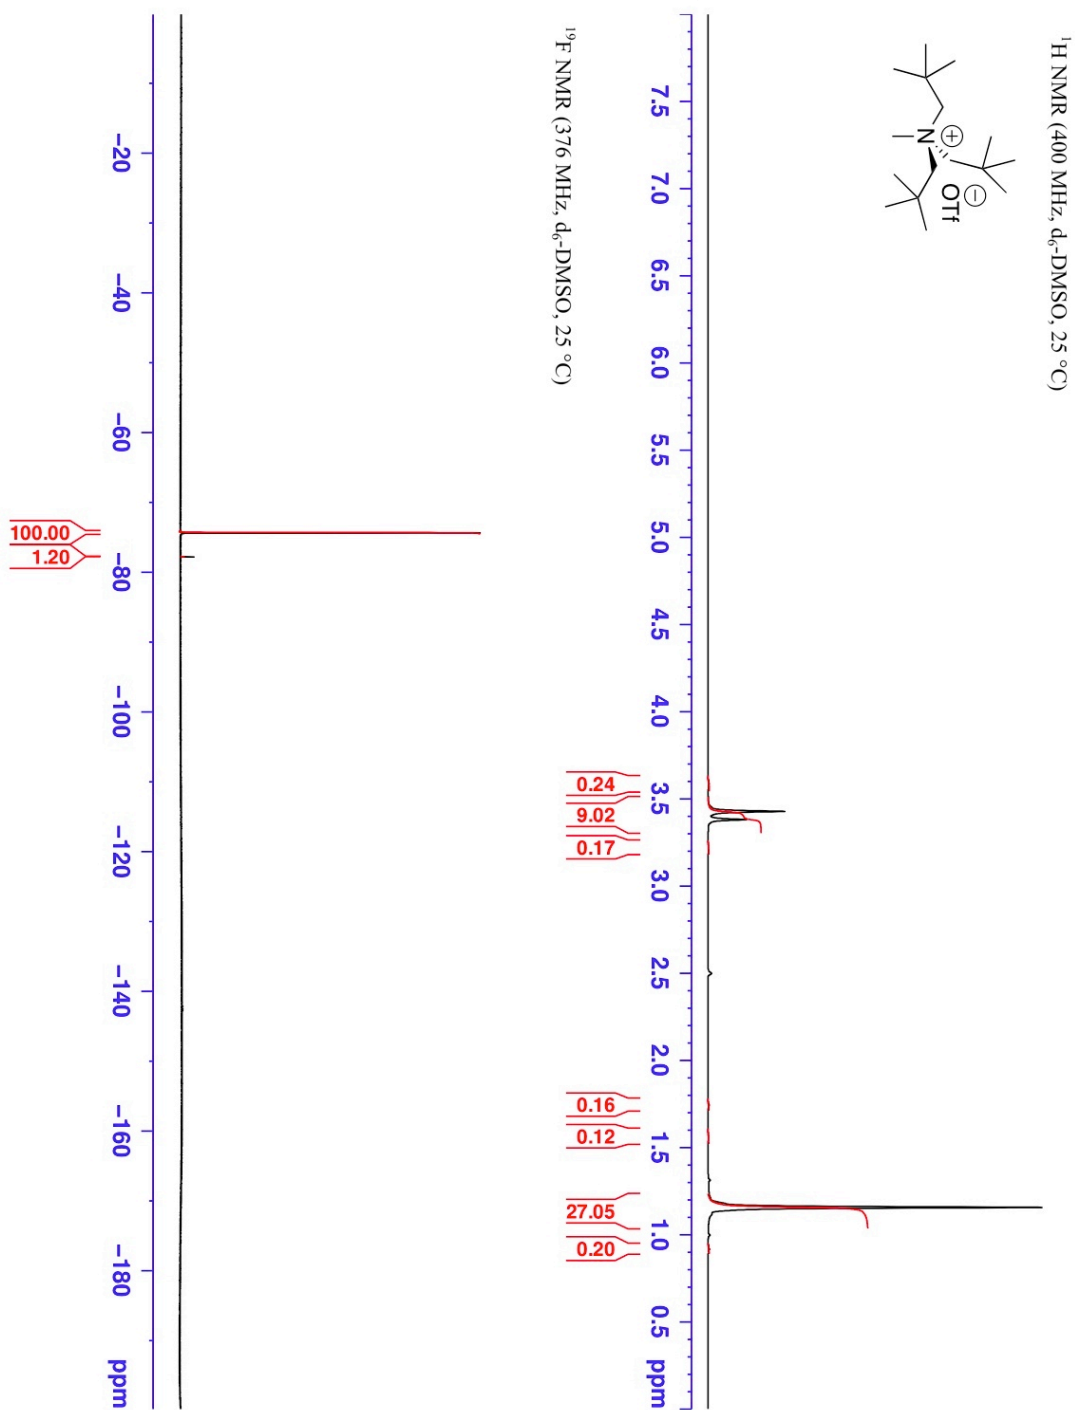 ¹H NMR (400 MHz, d₆-DMSO, 25 °C)
N
⊕
OTf
⊖
7.5 7.0 6.5 6.0 5.5 5.0 4.5 4.0 3.5 3.0 2.5 2.0 1.5 1.0 0.5 ppm
0.24
9.02
0.17
0.16
0.12
27.05
0.20
¹⁹F NMR (376 MHz, d₆-DMSO, 25 °C)
−20 −40 −60 −80 −100 −120 −140 −160 −180 ppm
100.00
1.20